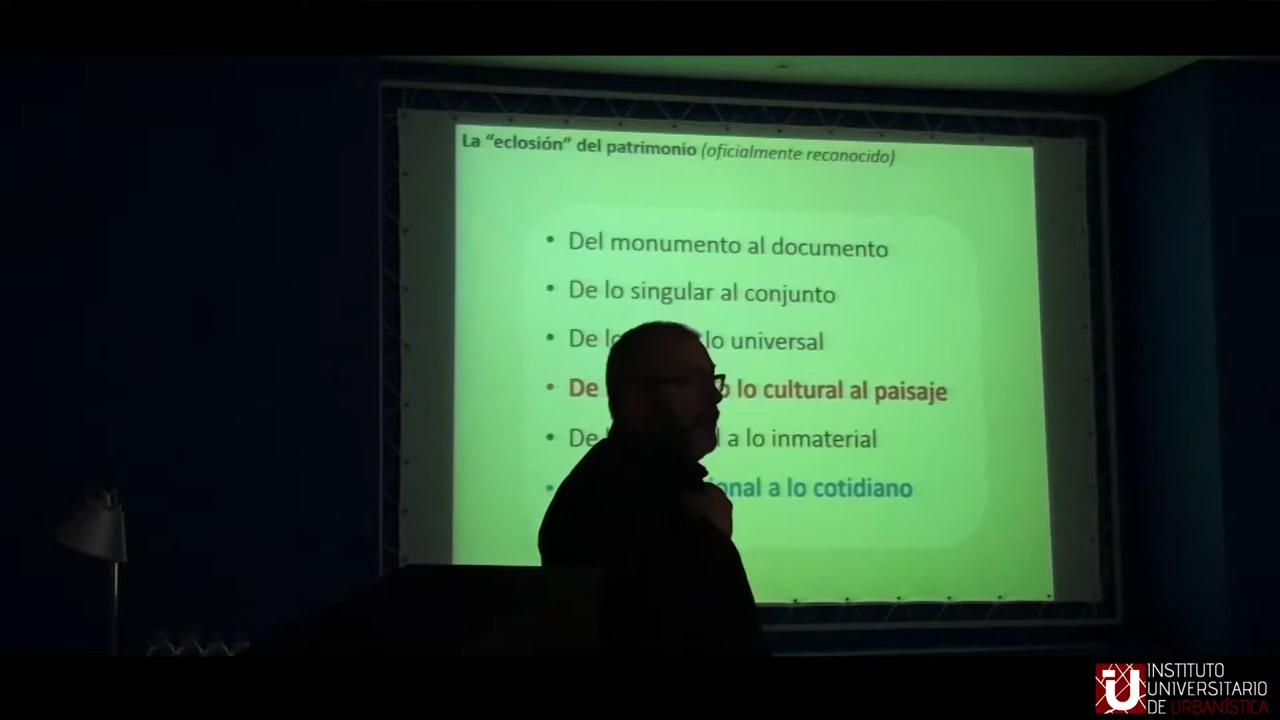 La “eclosión” del patrimonio (oficialmente reconocido)
• Del monumento al documento
• De lo singular al conjunto
• De lo universal
• De lo cultural al paisaje
• De a lo inmaterial
• a lo cotidiano
INSTITUTO
UNIVERSITARIO
DE URBANÍSTICA